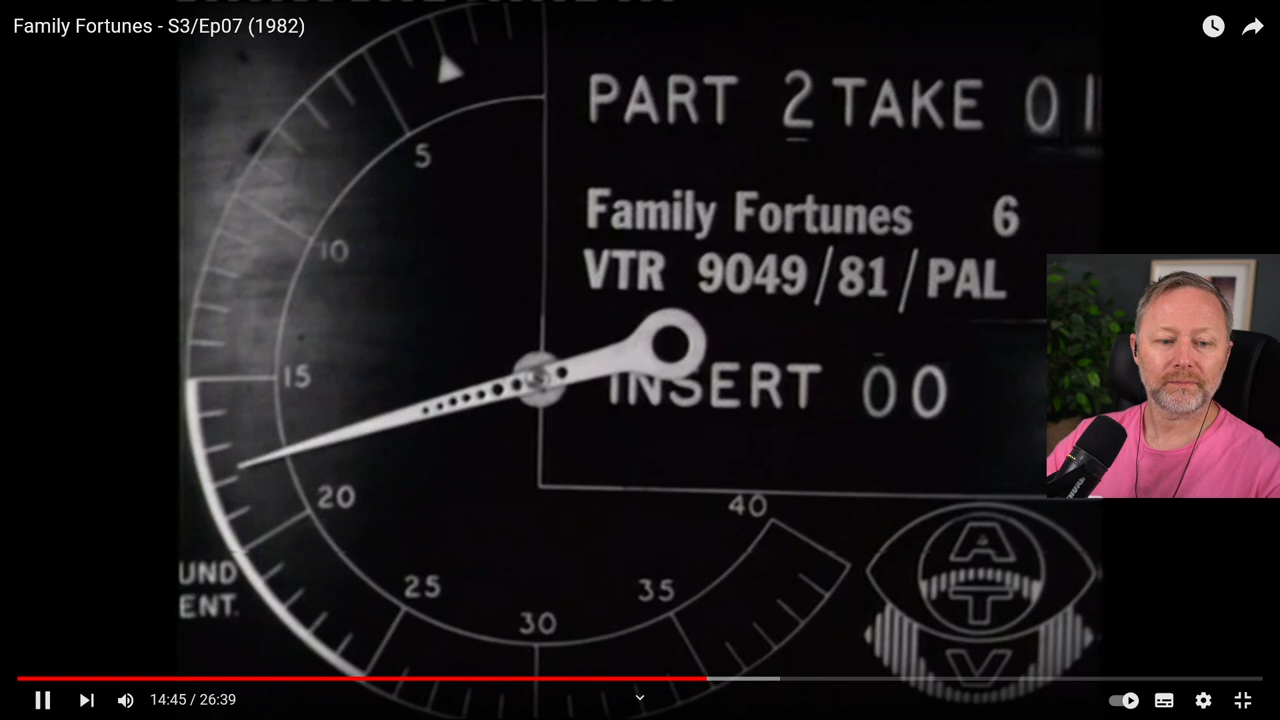 Family Fortunes - S3/Ep07 (1982)
PART 2 TAKE 01
5
Family Fortunes 6
10
VTR 9049/81/PAL
15
INSERT 00
20
40
UND
ENT.
25
35
30
ATV
14:45 / 26:39